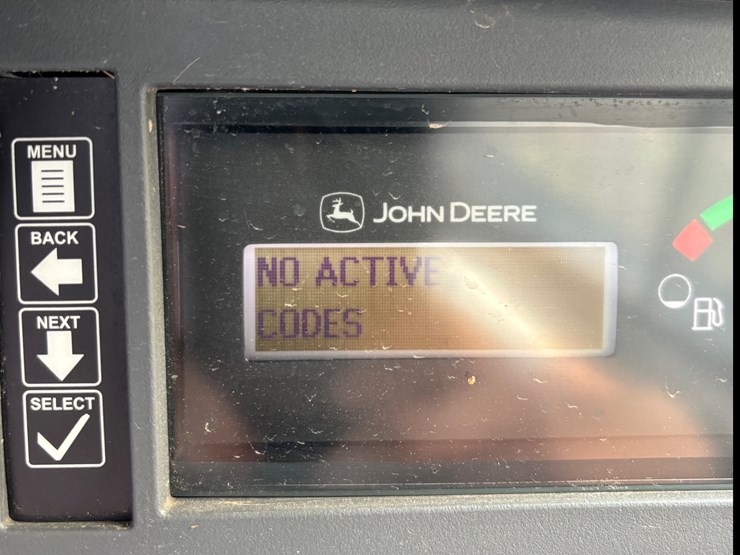 MENU
BACK
NEXT
SELECT
JOHN DEERE
NO ACTIVE
CODES